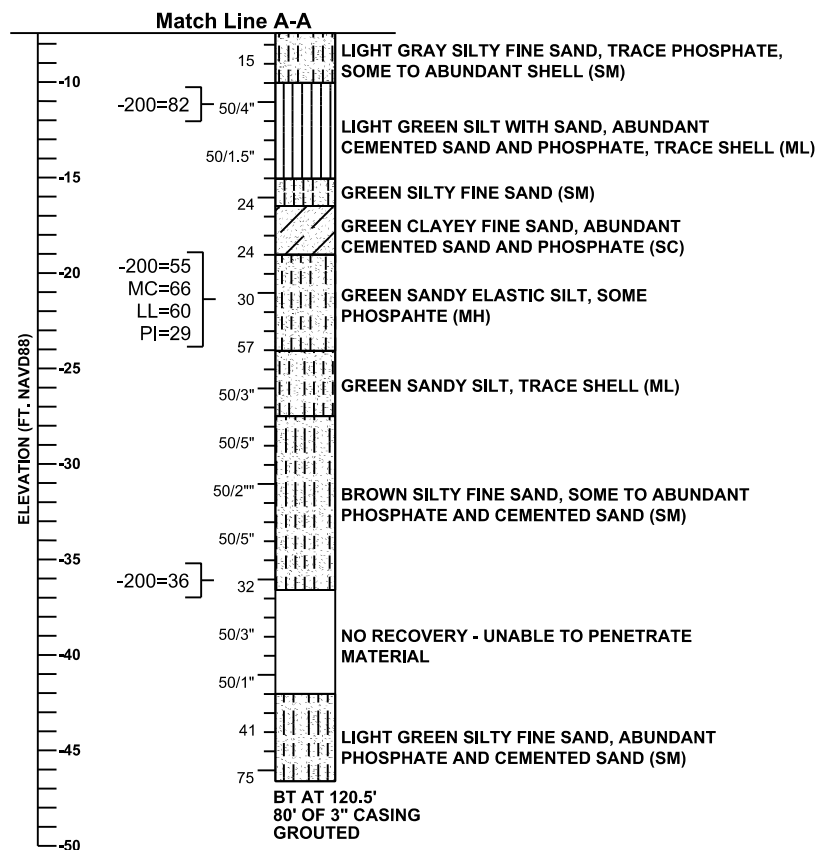 Match Line A-A
15
LIGHT GRAY SILTY FINE SAND, TRACE PHOSPHATE,
SOME TO ABUNDANT SHELL (SM)
-10
-200=82
50/4"
LIGHT GREEN SILT WITH SAND, ABUNDANT
CEMENTED SAND AND PHOSPHATE, TRACE SHELL (ML)
50/1.5"
-15
GREEN SILTY FINE SAND (SM)
24
GREEN CLAYEY FINE SAND, ABUNDANT
CEMENTED SAND AND PHOSPHATE (SC)
24
-20
-200=55
MC=66
LL=60
PI=29
30
GREEN SANDY ELASTIC SILT, SOME
PHOSPAHTE (MH)
57
-25
GREEN SANDY SILT, TRACE SHELL (ML)
50/3"
50/5"
-30
50/2""
BROWN SILTY FINE SAND, SOME TO ABUNDANT
PHOSPHATE AND CEMENTED SAND (SM)
50/5"
-35
-200=36
32
50/3"
NO RECOVERY - UNABLE TO PENETRATE
MATERIAL
-40
50/1"
41
LIGHT GREEN SILTY FINE SAND, ABUNDANT
PHOSPHATE AND CEMENTED SAND (SM)
-45
75
BT AT 120.5'
80' OF 3" CASING
GROUTED
-50
ELEVATION (FT. NAVD88)